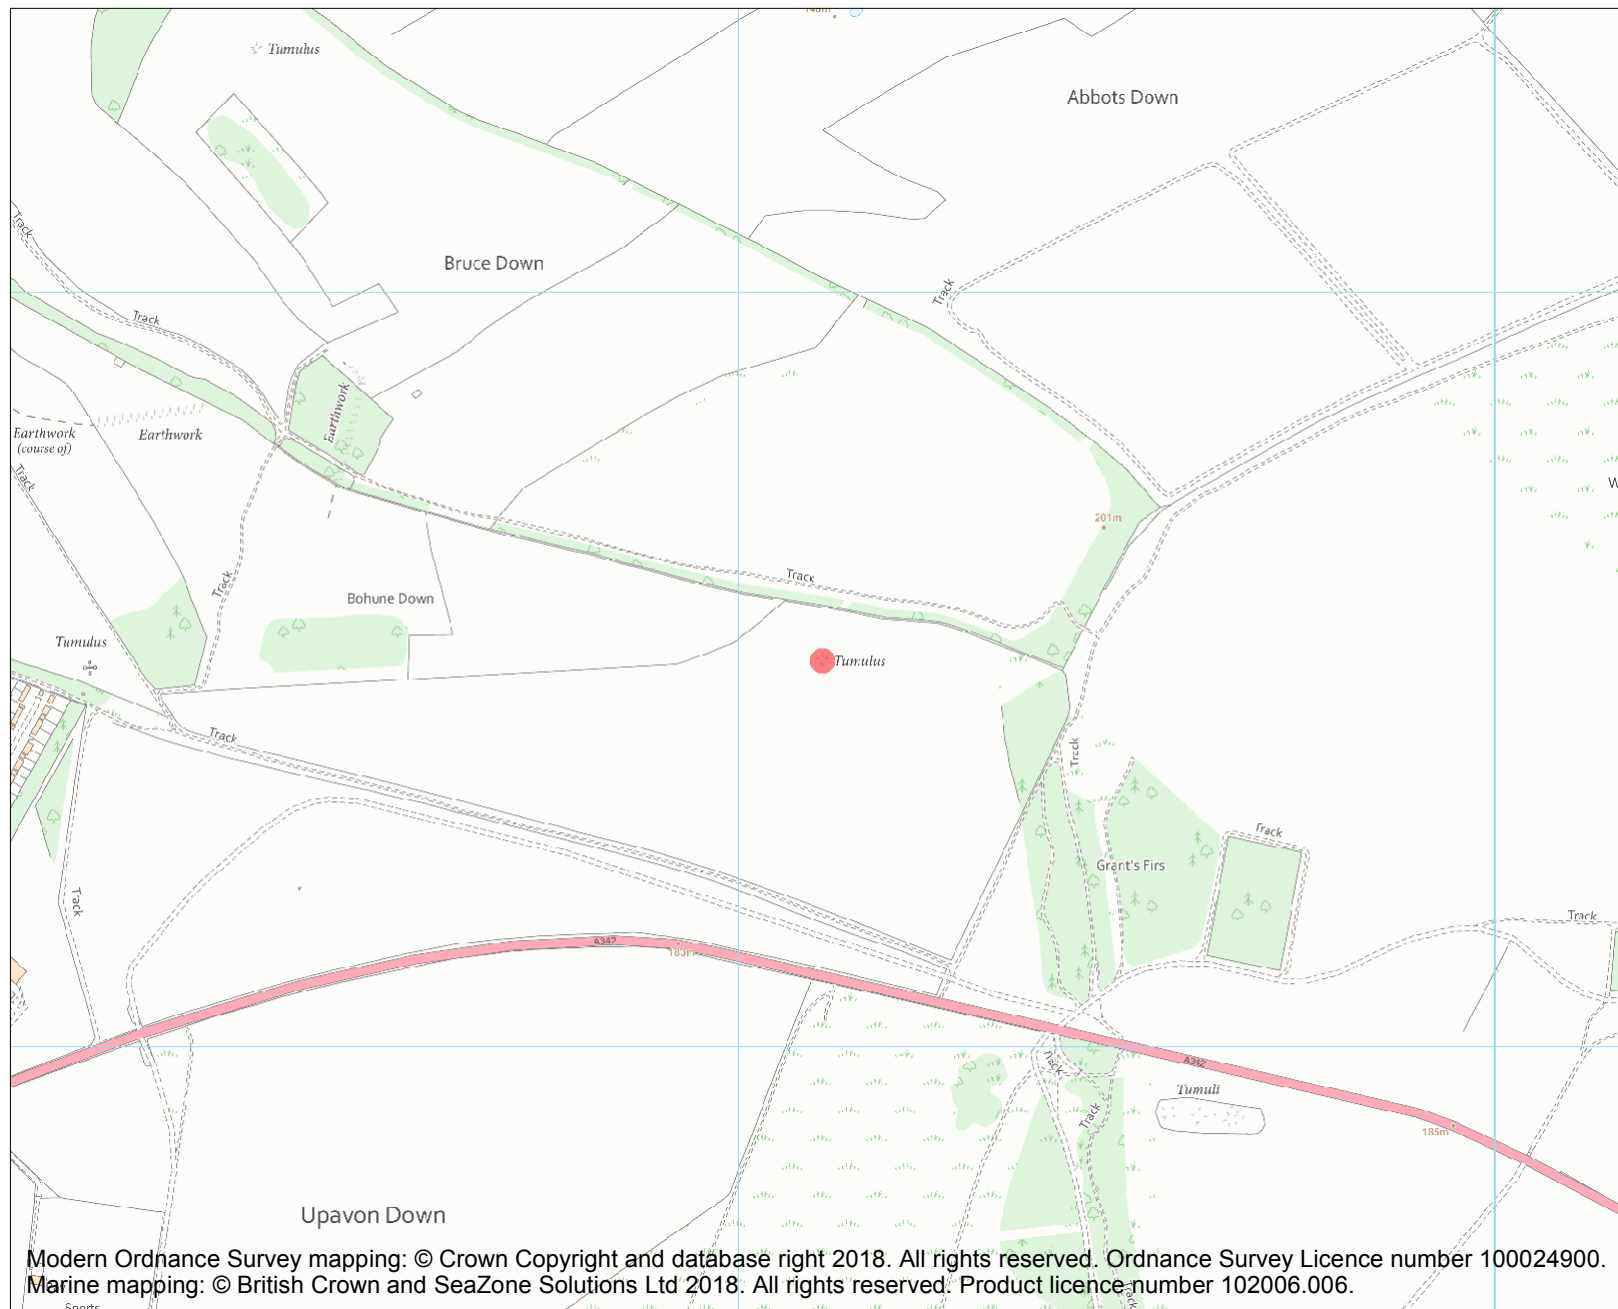 Tumulus
Abbots Down
Track
Bruce Down
Track
Track
Earthwork
Earthwork
(course of)
Earthwork
Track
201m
Track
Track
Bohune Down
Tumulus
Tumulus
Track
Track
Track
Grant's Firs
Track
Track
A342
183m
Track
A342
Tumuli
Track
185m
Upavon Down
Modern Ordnance Survey mapping: © Crown Copyright and database right 2018. All rights reserved. Ordnance Survey Licence number 100024900.
Marine mapping: © British Crown and SeaZone Solutions Ltd 2018. All rights reserved. Product licence number 102006.006.
Track
Sports